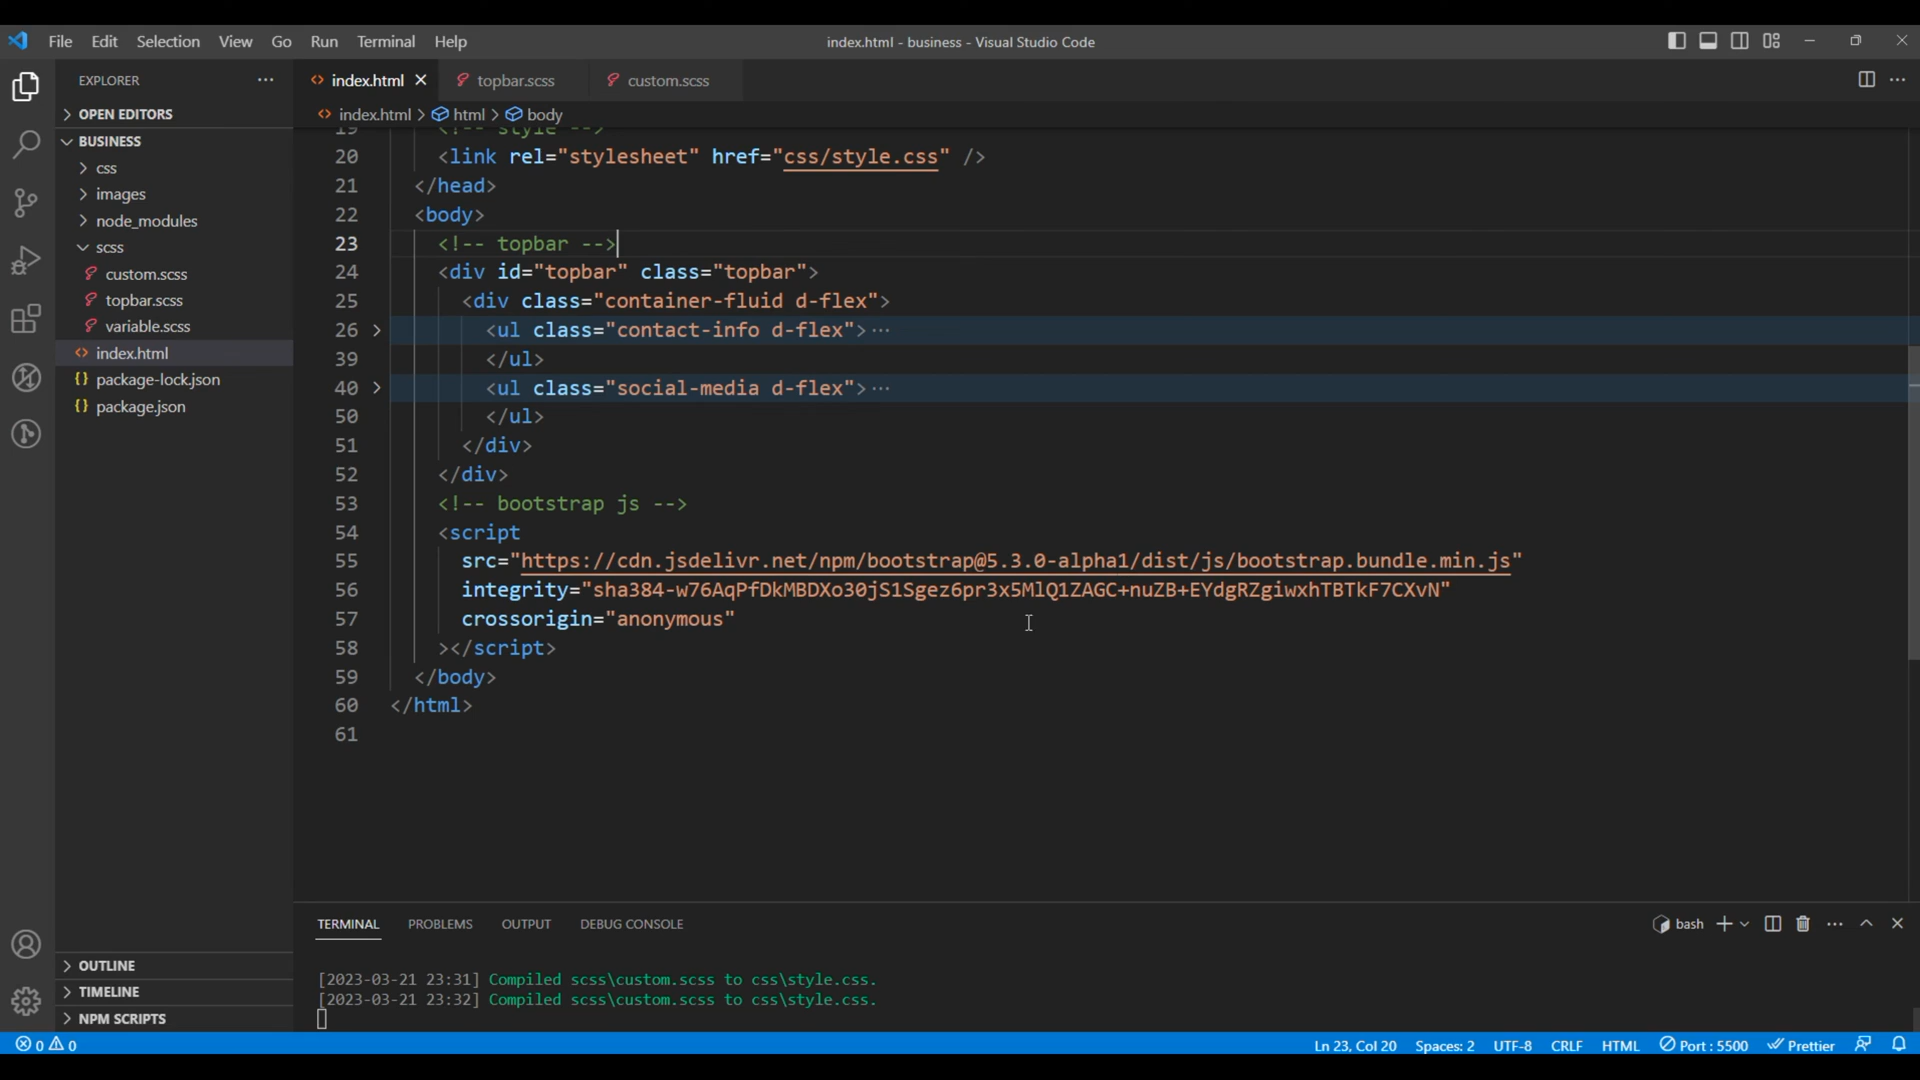 File Edit Selection View Go Run Terminal Help
index.html - business - Visual Studio Code
EXPLORER
OPEN EDITORS
BUSINESS
css
images
node_modules
scss
custom.scss
topbar.scss
variable.scss
index.html
package-lock.json
package.json
OUTLINE
TIMELINE
NPM SCRIPTS
index.html topbar.scss custom.scss
index.html > html > body
19 <!-- style -->
20 <link rel="stylesheet" href="css/style.css" />
21 </head>
22 <body>
23 <!-- topbar -->
24 <div id="topbar" class="topbar">
25 <div class="container-fluid d-flex">
26 <ul class="contact-info d-flex">···
39 </ul>
40 <ul class="social-media d-flex">···
50 </ul>
51 </div>
52 </div>
53 <!-- bootstrap js -->
54 <script
55 src="https://cdn.jsdelivr.net/npm/bootstrap@5.3.0-alpha1/dist/js/bootstrap.bundle.min.js"
56 integrity="sha384-w76AqPfDkMBDXo30jS1Sgez6pr3x5MlQ1ZAGC+nuZB+EYdgRZgiwxhTBTkF7CXvN"
57 crossorigin="anonymous"
58 ></script>
59 </body>
60 </html>
61
TERMINAL PROBLEMS OUTPUT DEBUG CONSOLE
bash
[2023-03-21 23:31] Compiled scss\custom.scss to css\style.css.
[2023-03-21 23:32] Compiled scss\custom.scss to css\style.css.
0 0
Ln 23, Col 20 Spaces: 2 UTF-8 CRLF HTML Port : 5500 Prettier